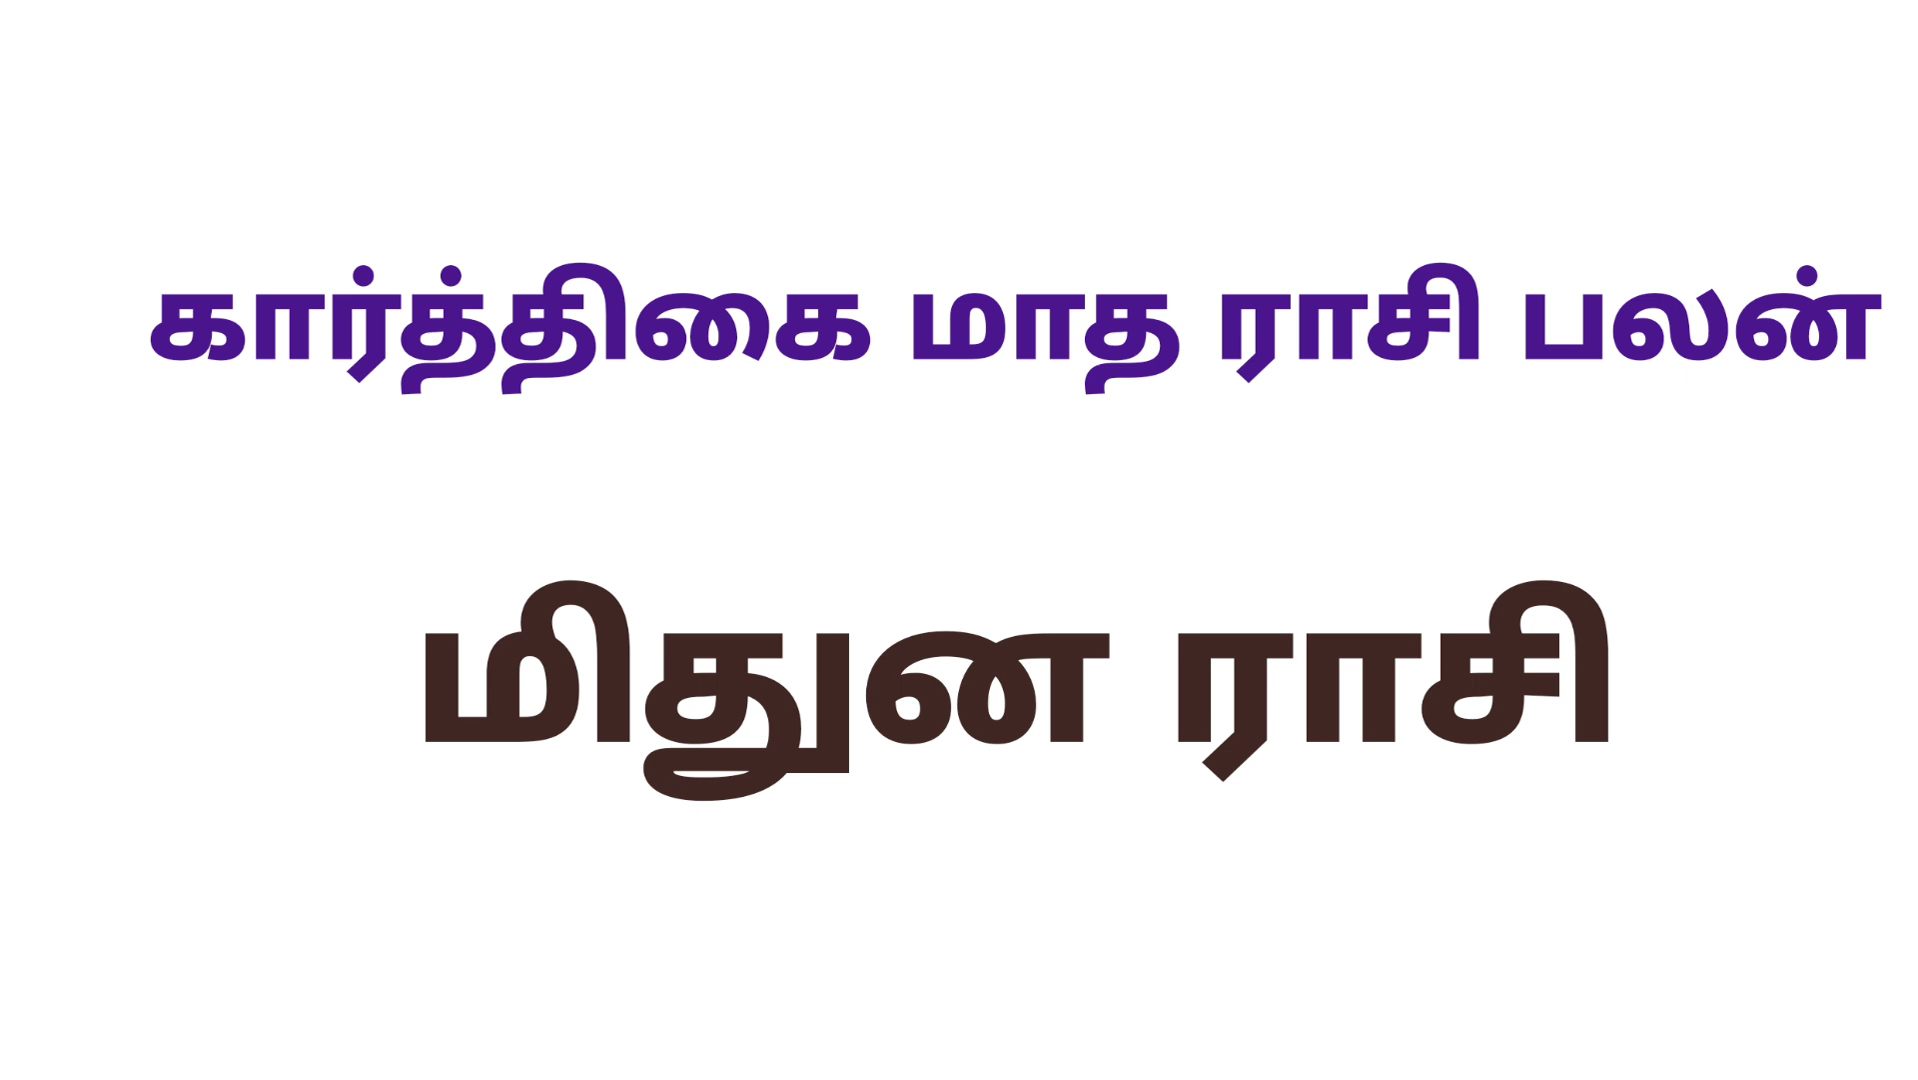 கார்த்திகை மாத ராசி பலன்
மிதுன ராசி